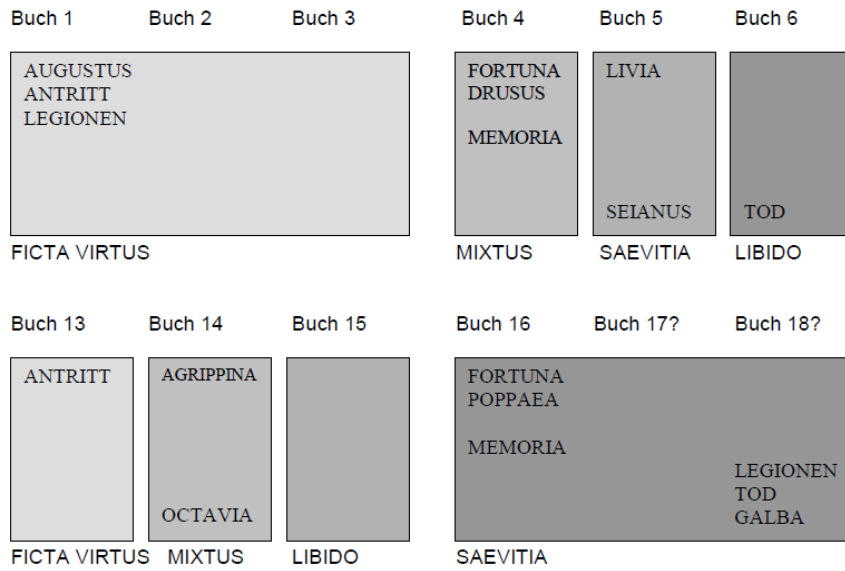 Buch 1 Buch 2 Buch 3 Buch 4 Buch 5 Buch 6
AUGUSTUS
ANTRITT
LEGIONEN
FORTUNA
DRUSUS
MEMORIA
LIVIA
SEIANUS
TOD
FICTA VIRTUS MIXTUS SAEVITIA LIBIDO
Buch 13 Buch 14 Buch 15 Buch 16 Buch 17? Buch 18?
ANTRITT
AGRIPPINA
OCTAVIA
FORTUNA
POPPAEA
MEMORIA
LEGIONEN
TOD
GALBA
FICTA VIRTUS MIXTUS LIBIDO SAEVITIA